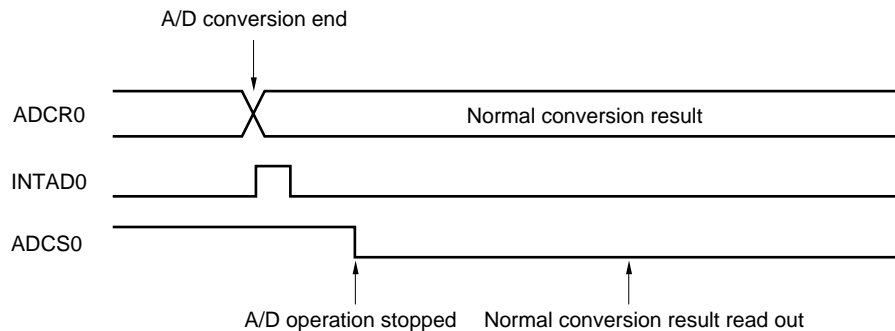 A/D conversion end
ADCR0
Normal conversion result
INTAD0
ADCS0
A/D operation stopped
Normal conversion result read out